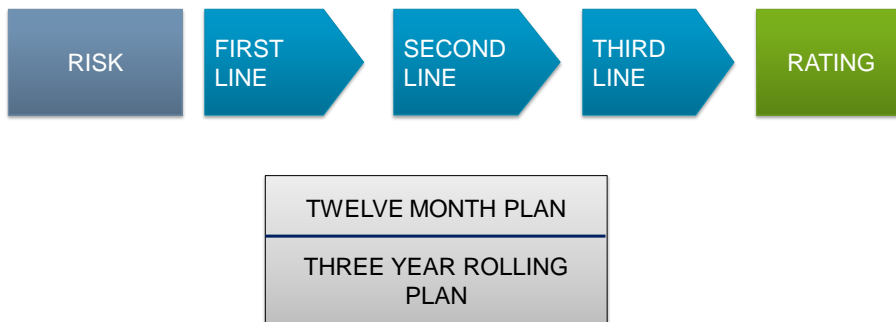 RISK
FIRST
LINE
SECOND
LINE
THIRD
LINE
RATING
TWELVE MONTH PLAN
THREE YEAR ROLLING
PLAN